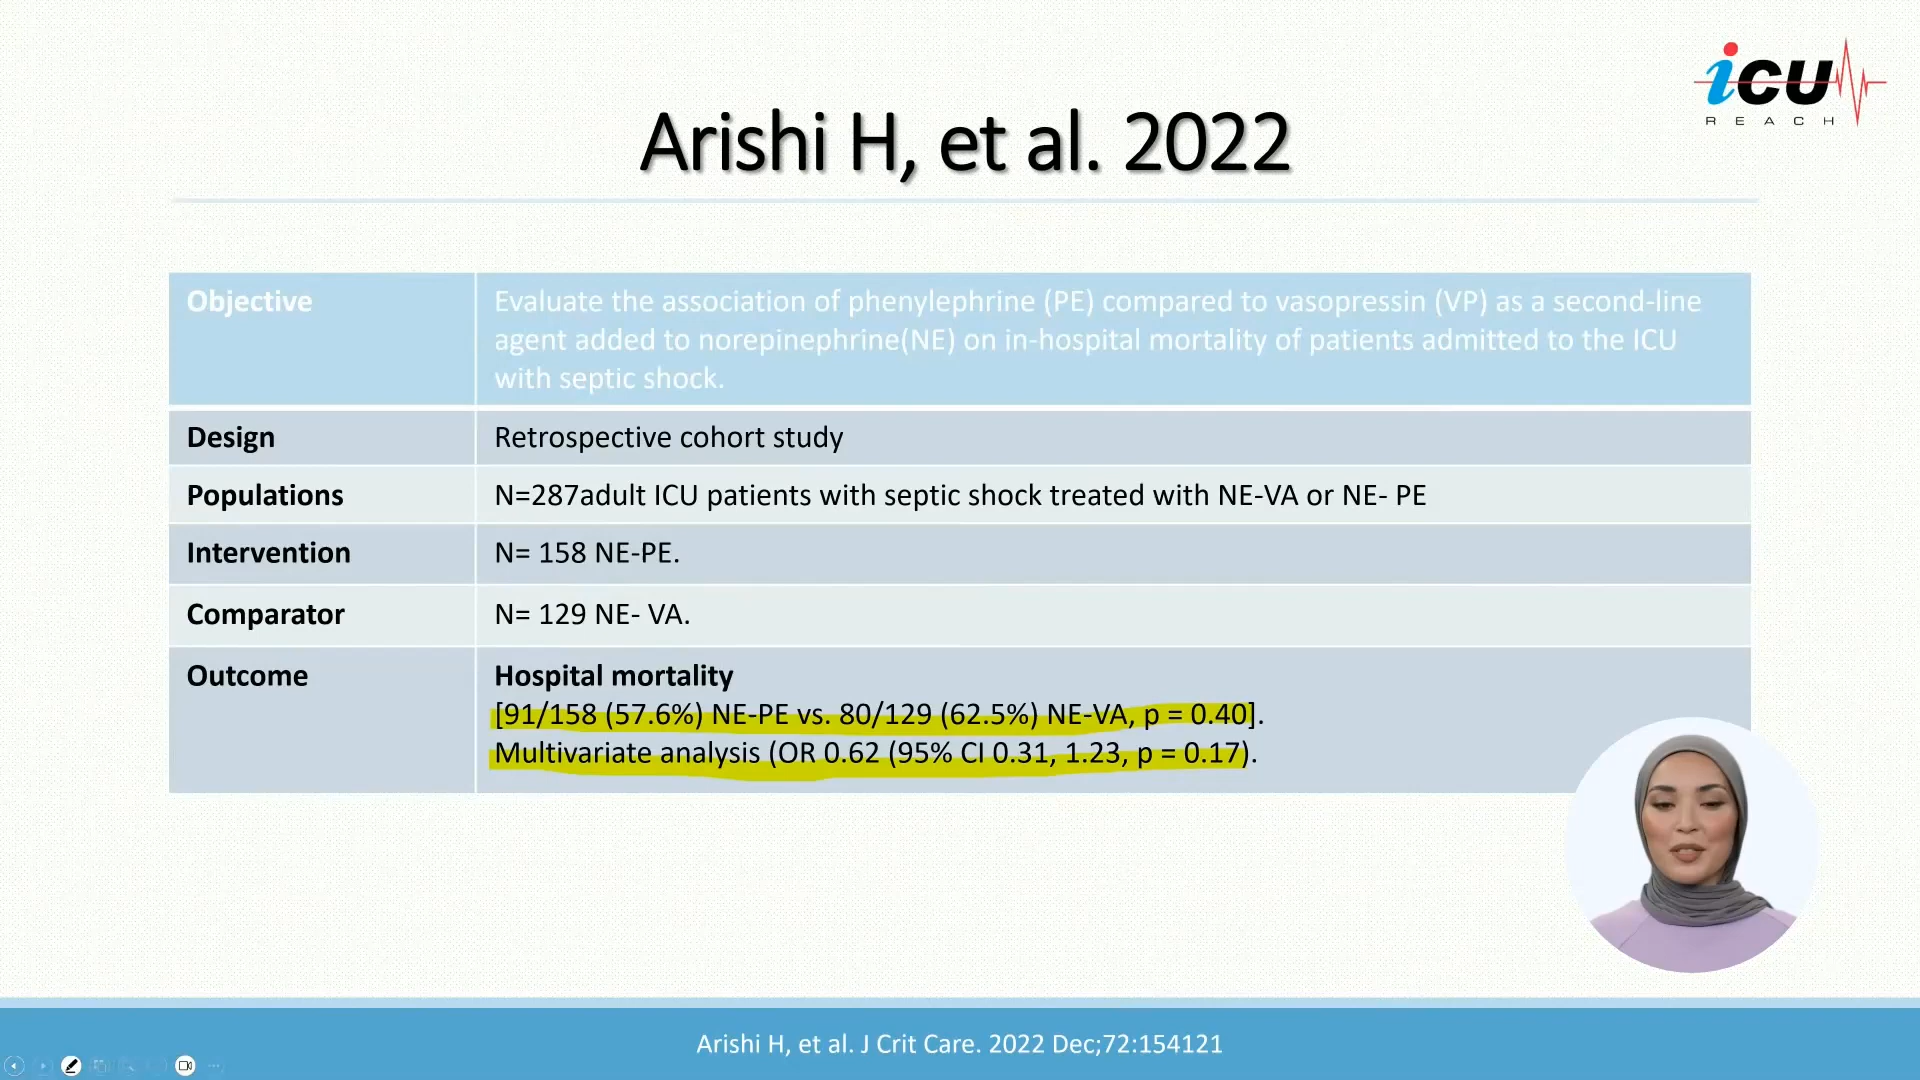 icu
REACH
Arishi H, et al. 2022
Objective
Evaluate the association of phenylephrine (PE) compared to vasopressin (VP) as a second-line
agent added to norepinephrine(NE) on in-hospital mortality of patients admitted to the ICU
with septic shock.
Design
Retrospective cohort study
Populations
N=287adult ICU patients with septic shock treated with NE-VA or NE- PE
Intervention
N= 158 NE-PE.
Comparator
N= 129 NE- VA.
Outcome
Hospital mortality
[91/158 (57.6%) NE-PE vs. 80/129 (62.5%) NE-VA, p = 0.40].
Multivariate analysis (OR 0.62 (95% CI 0.31, 1.23, p = 0.17).
Arishi H, et al. J Crit Care. 2022 Dec;72:154121